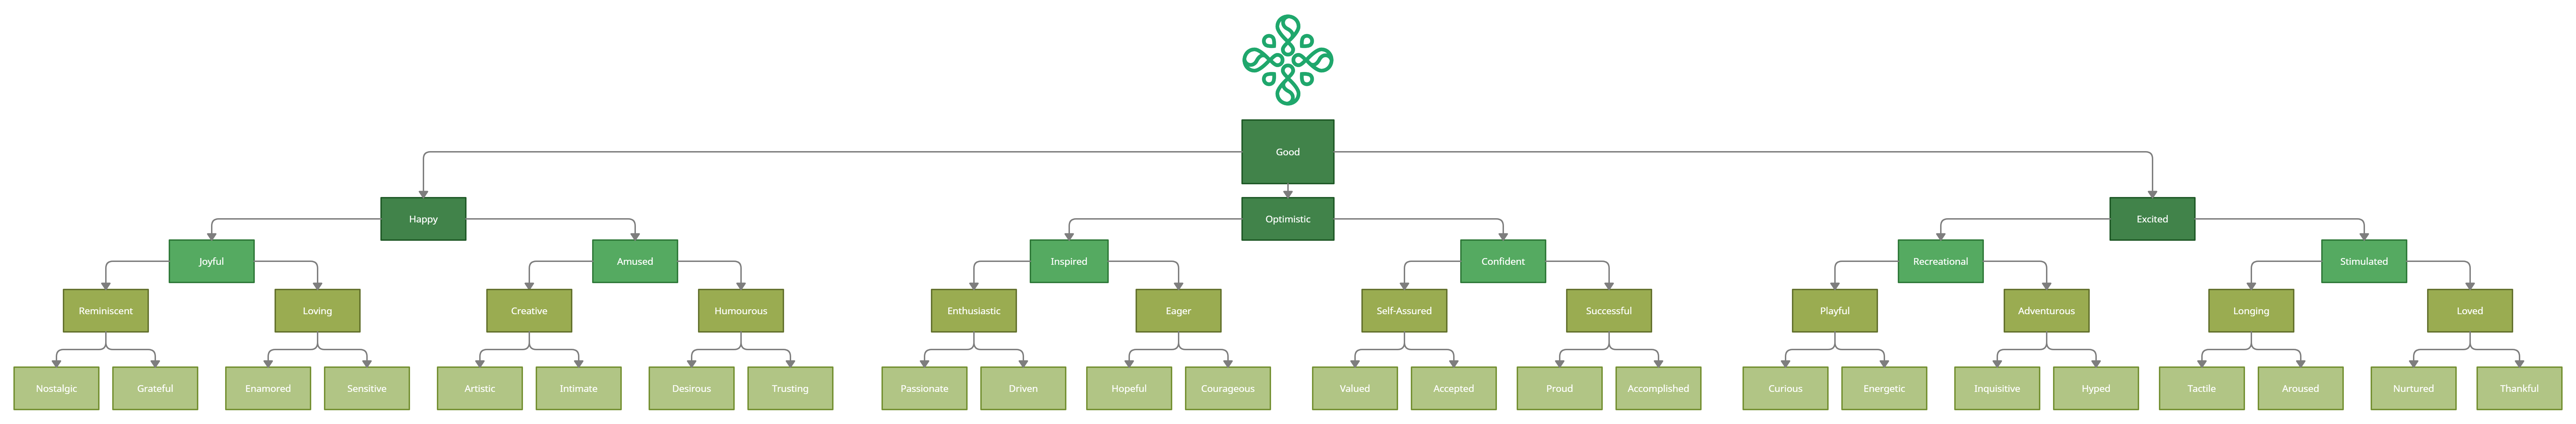 Good
Happy
Optimistic
Excited
Joyful
Amused
Inspired
Confident
Recreational
Stimulated
Reminiscent
Loving
Creative
Humourous
Enthusiastic
Eager
Self-Assured
Successful
Playful
Adventurous
Longing
Loved
Nostalgic
Grateful
Enamored
Sensitive
Artistic
Intimate
Desirous
Trusting
Passionate
Driven
Hopeful
Courageous
Valued
Accepted
Proud
Accomplished
Curious
Energetic
Inquisitive
Hyped
Tactile
Aroused
Nurtured
Thankful